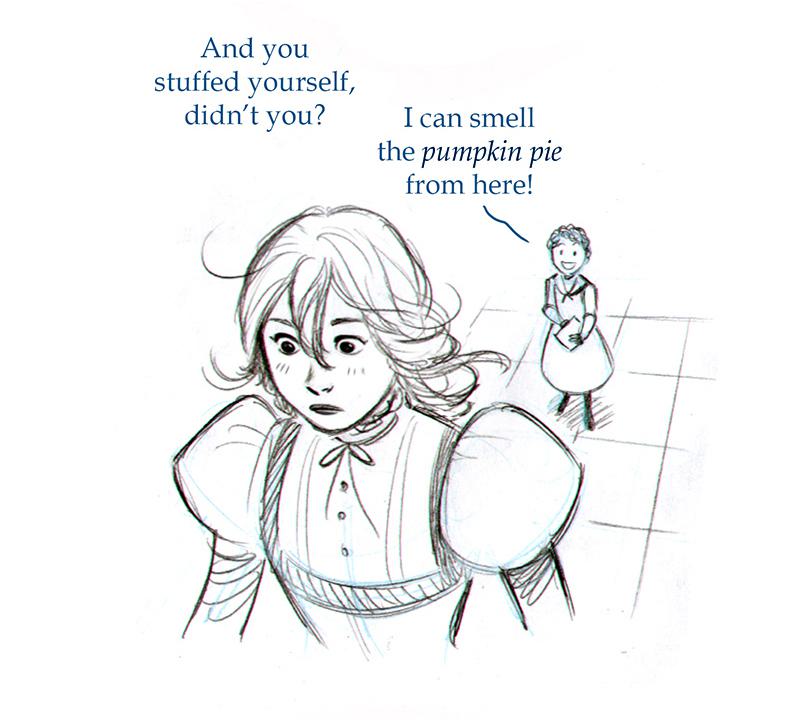 And you
stuffed yourself,
didn't you?
I can smell
the pumpkin pie
from here!